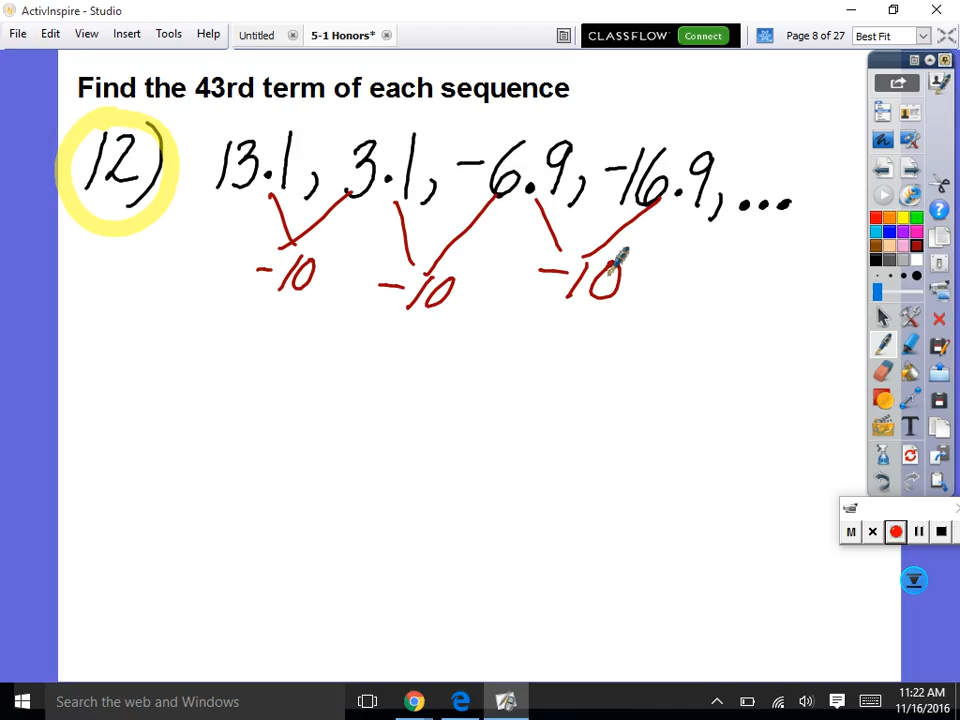 ActivInspire - Studio
File Edit View Insert Tools Help Untitled 5-1 Honors* CLASSFLOW Connect Page 8 of 27 Best Fit
Find the 43rd term of each sequence
12) 13.1, 3.1, -6.9, -16.9, ...
-10 -10 -10
M
Search the web and Windows
11:22 AM
11/16/2016